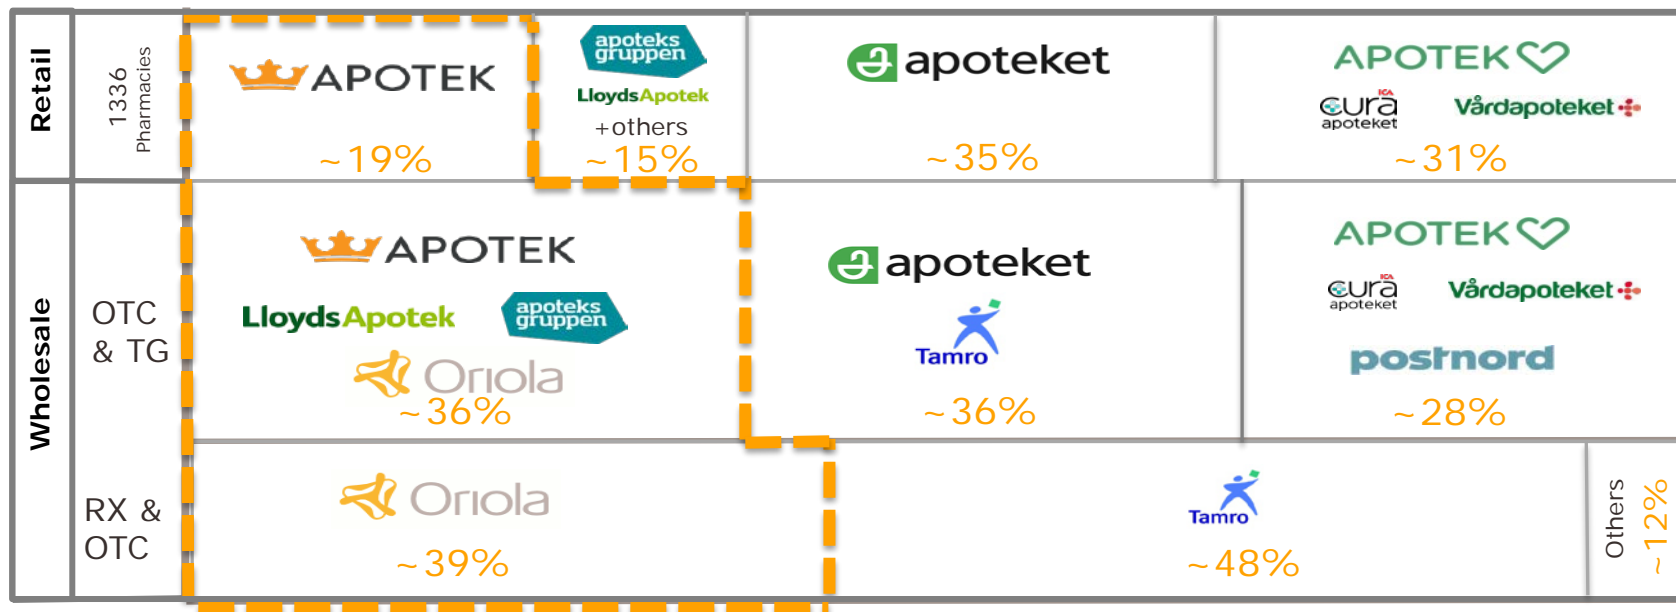 Retail
1336
Pharmacies
APOTEK
~19%
apoteks
gruppen
LloydsApotek
+others
~15%
apoteket
~35%
APOTEK
ICA
cura
apoteket
Vårdapoteket
~31%
Wholesale
OTC
& TG
APOTEK
LloydsApotek
apoteks
gruppen
Oriola
~36%
apoteket
Tamro
~36%
APOTEK
ICA
cura
apoteket
Vårdapoteket
postnord
~28%
RX &
OTC
Oriola
~39%
Tamro
~48%
Others
~12%